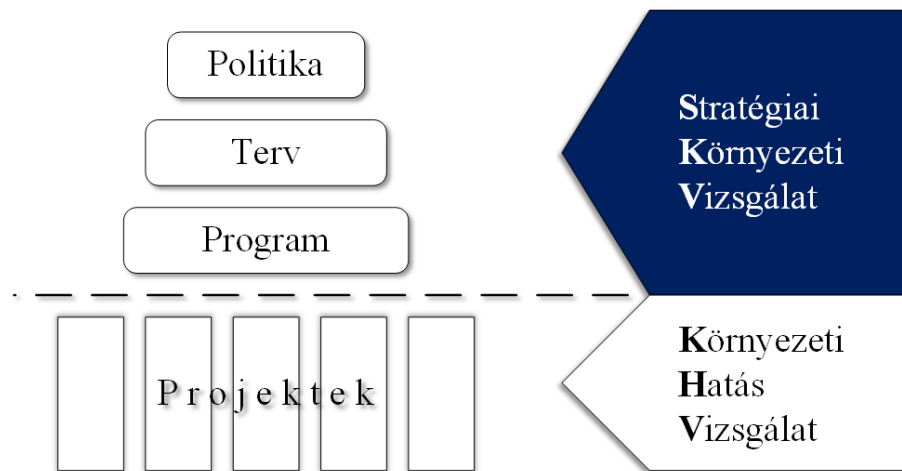 Politika
Terv
Program
Projektek
Stratégiai
Környezeti
Vizsgálat
Környezeti
Hatás
Vizsgálat